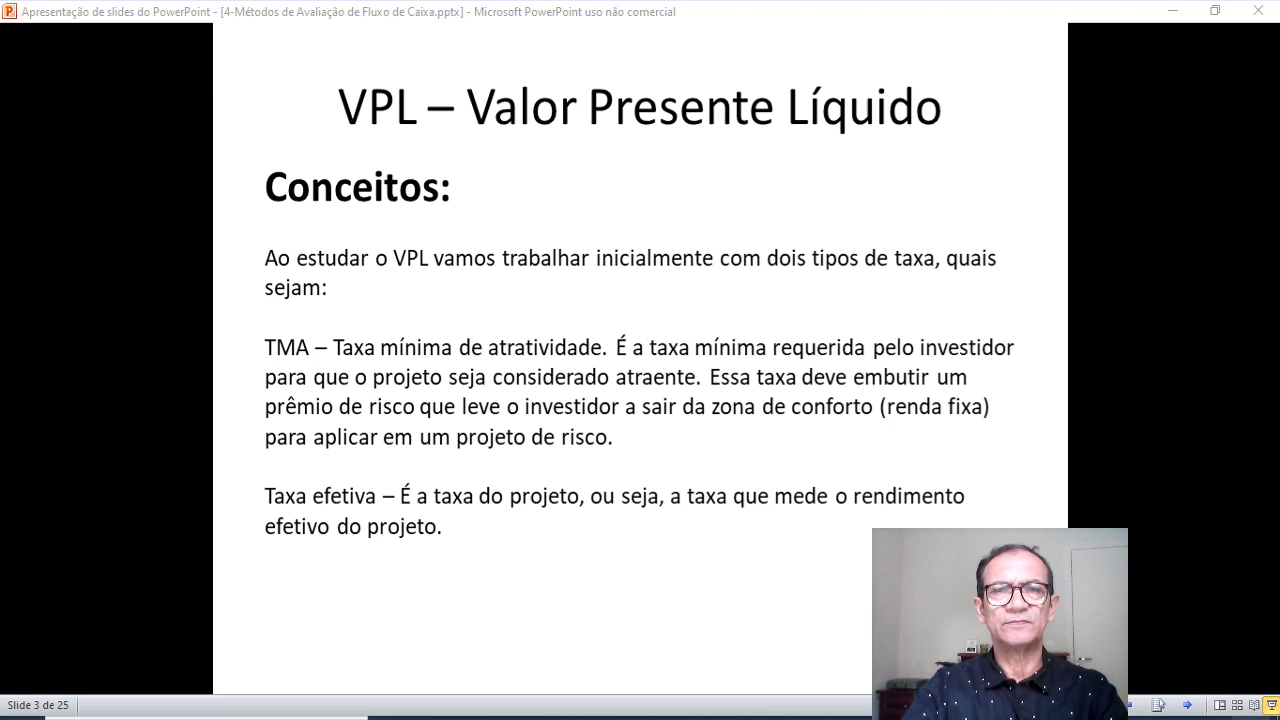 Apresentação de slides do PowerPoint - [4-Métodos de Avaliação de Fluxo de Caixa.pptx] - Microsoft PowerPoint uso não comercial
VPL – Valor Presente Líquido
Conceitos:
Ao estudar o VPL vamos trabalhar inicialmente com dois tipos de taxa, quais
sejam:
TMA – Taxa mínima de atratividade. É a taxa mínima requerida pelo investidor
para que o projeto seja considerado atraente. Essa taxa deve embutir um
prêmio de risco que leve o investidor a sair da zona de conforto (renda fixa)
para aplicar em um projeto de risco.
Taxa efetiva – É a taxa do projeto, ou seja, a taxa que mede o rendimento
efetivo do projeto.
Slide 3 de 25